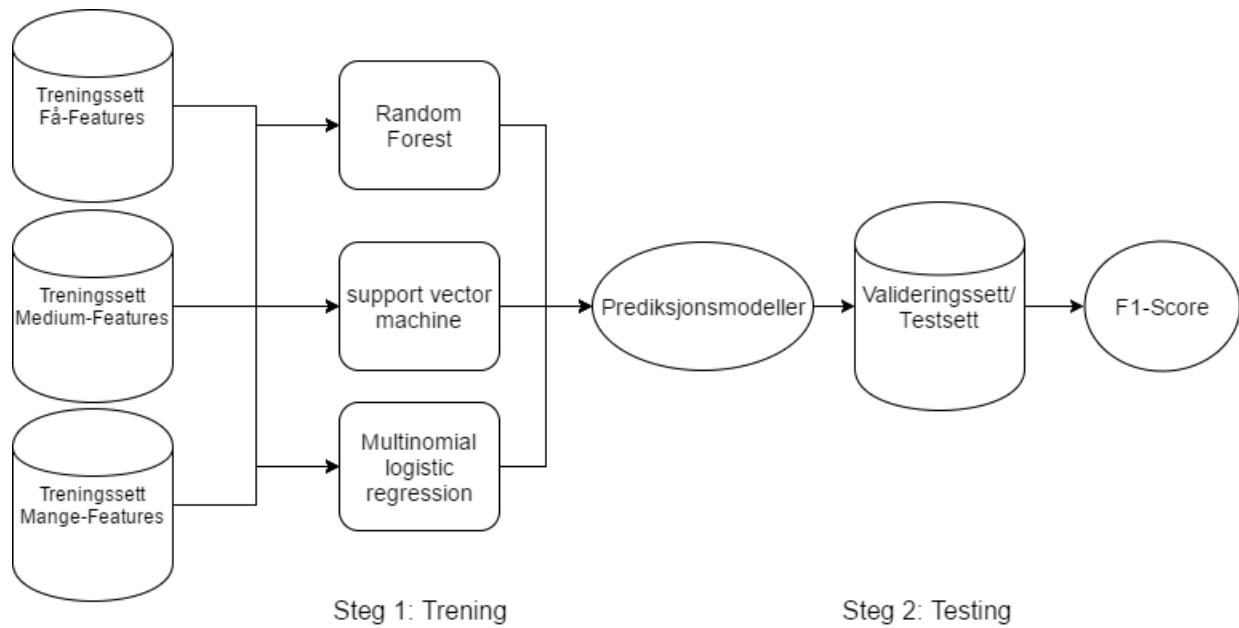 Treningssett
Få-Features
Random
Forest
Treningssett
Medium-Features
support vector
machine
Prediksjonsmodeller
Valideringssett/
Testsett
F1-Score
Treningssett
Mange-Features
Multinomial
logistic
regression
Steg 1: Trening
Steg 2: Testing